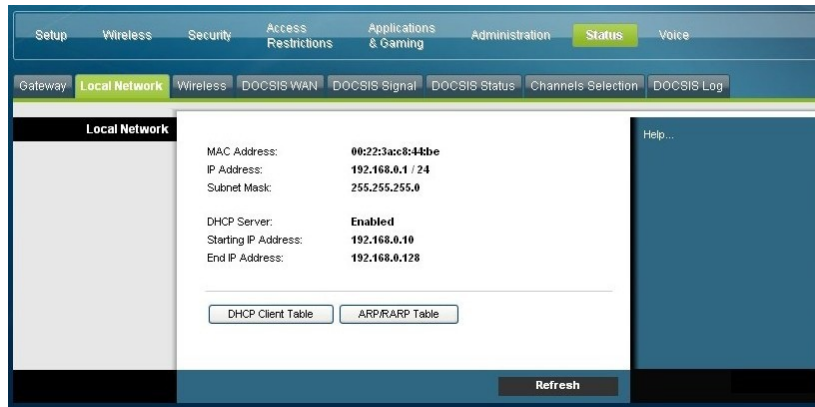 Setup Wireless Security Access Restrictions Applications & Gaming Administration Status Voice
Gateway Local Network Wireless DOCSIS WAN DOCSIS Signal DOCSIS Status Channels Selection DOCSIS Log
Local Network
Help...
MAC Address: 00:22:3a:c8:44:be
IP Address: 192.168.0.1 / 24
Subnet Mask: 255.255.255.0
DHCP Server: Enabled
Starting IP Address: 192.168.0.10
End IP Address: 192.168.0.128
DHCP Client Table ARP/RARP Table
Refresh